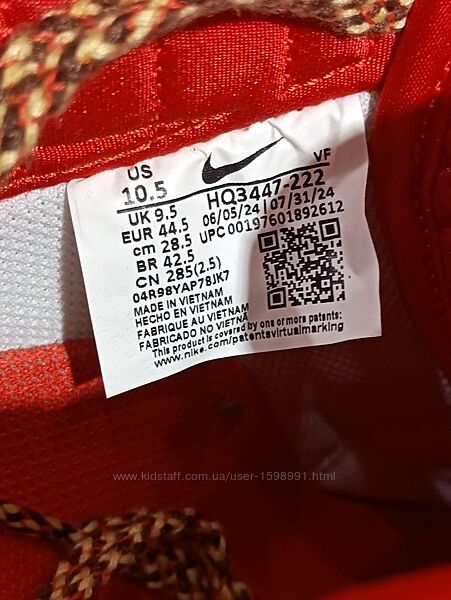 US
10.5
VF
HQ3447-222
UK 9.5
06/05/24 | 07/31/24
EUR 44.5
UPC 00197601892612
cm 28.5
BR 42.5
CN 285(2.5)
04R98YAP78JK7
MADE IN VIETNAM
HECHO EN VIETNAM
FABRIQUE AU VIETNAM
FABRICADO NO VIETNÃ
This product is covered by one or more patents:
www.nike.com/patentsvirtualmarking
www.kidstaff.com.ua/user-1598991.html